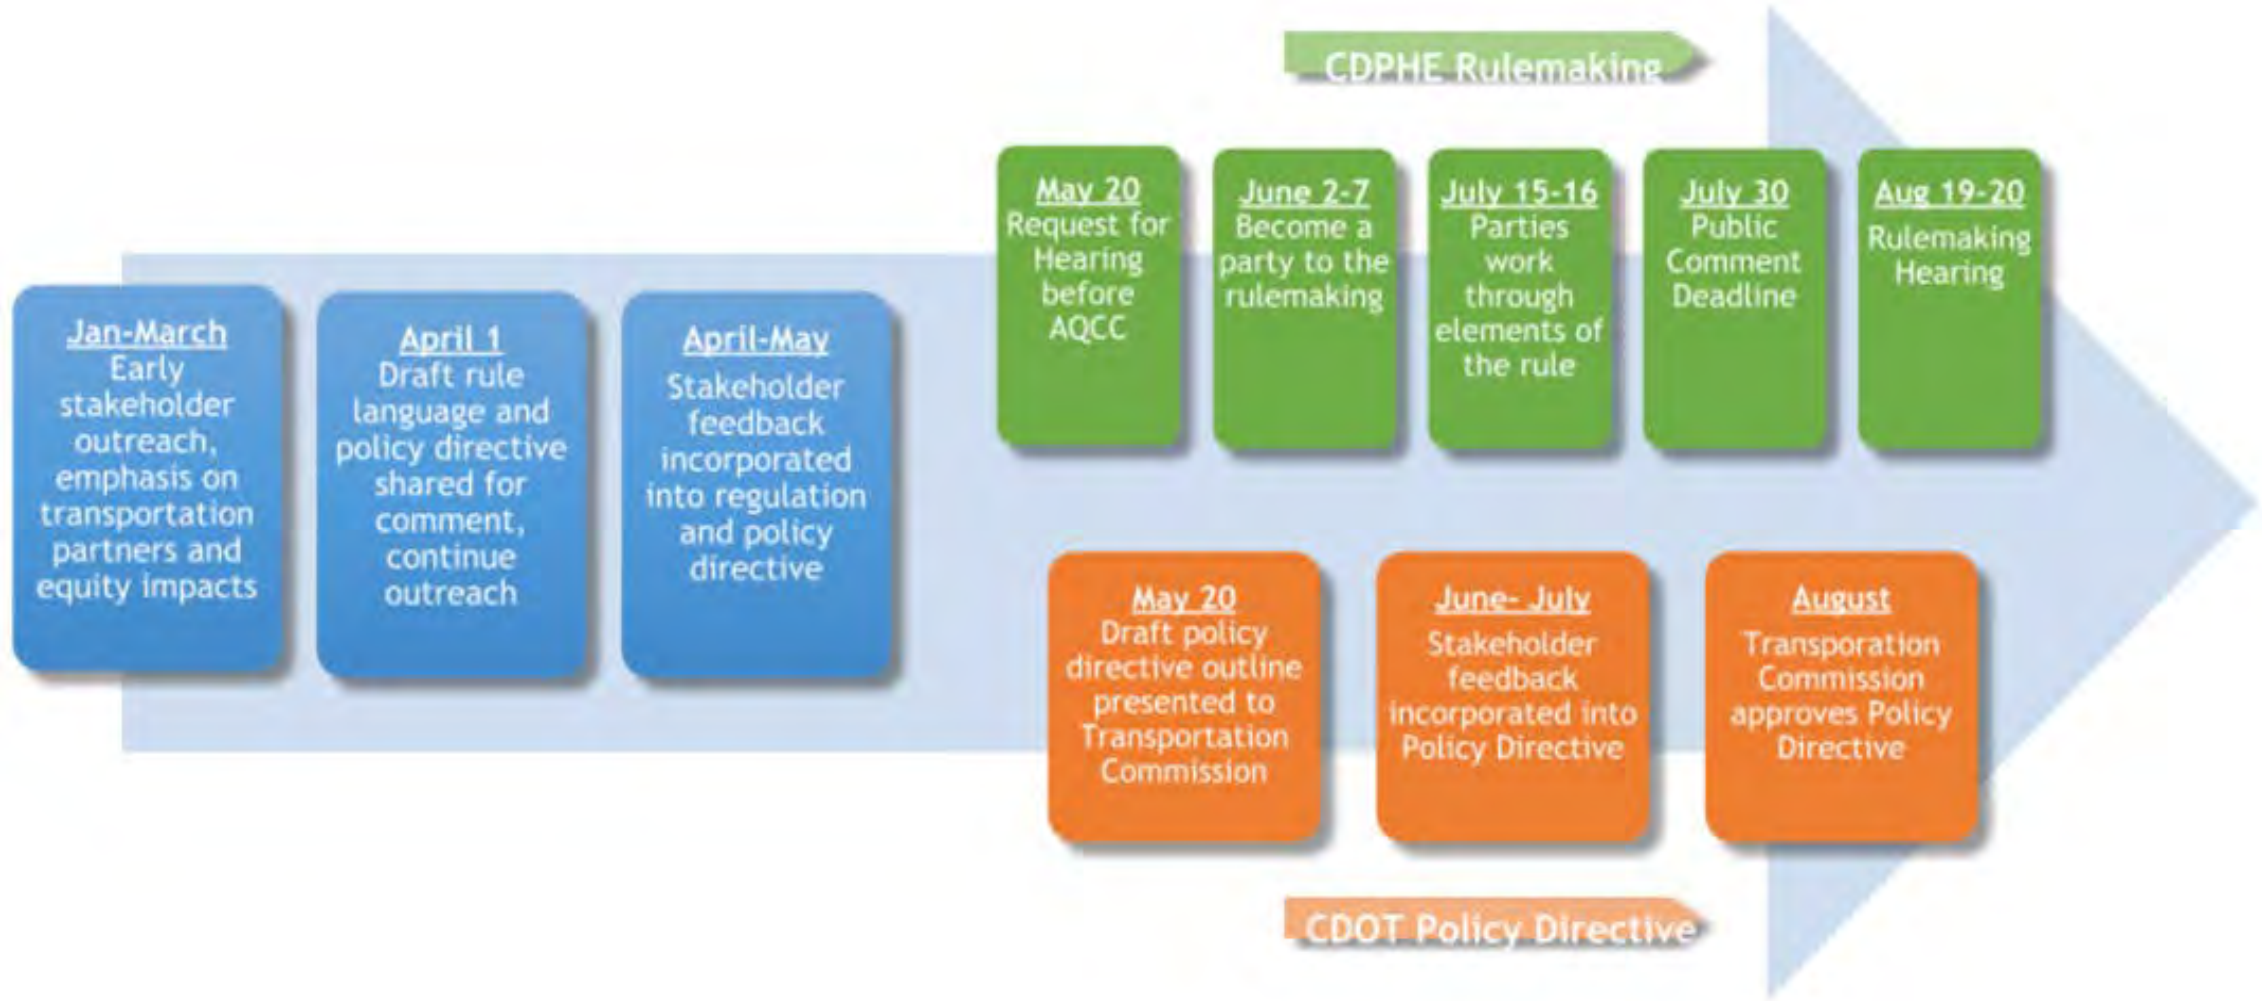 CDPHE Rulemaking
Jan-March
Early
stakeholder
outreach,
emphasis on
transportation
partners and
equity impacts
April 1
Draft rule
language and
policy directive
shared for
comment,
continue
outreach
April-May
Stakeholder
feedback
incorporated
into regulation
and policy
directive
May 20
Request for
Hearing
before
AQCC
June 2-7
Become a
party to the
rulemaking
July 15-16
Parties
work
through
elements of
the rule
July 30
Public
Comment
Deadline
Aug 19-20
Rulemaking
Hearing
May 20
Draft policy
directive outline
presented to
Transportation
Commission
June- July
Stakeholder
feedback
incorporated into
Policy Directive
August
Transporation
Commission
approves Policy
Directive
CDOT Policy Directive